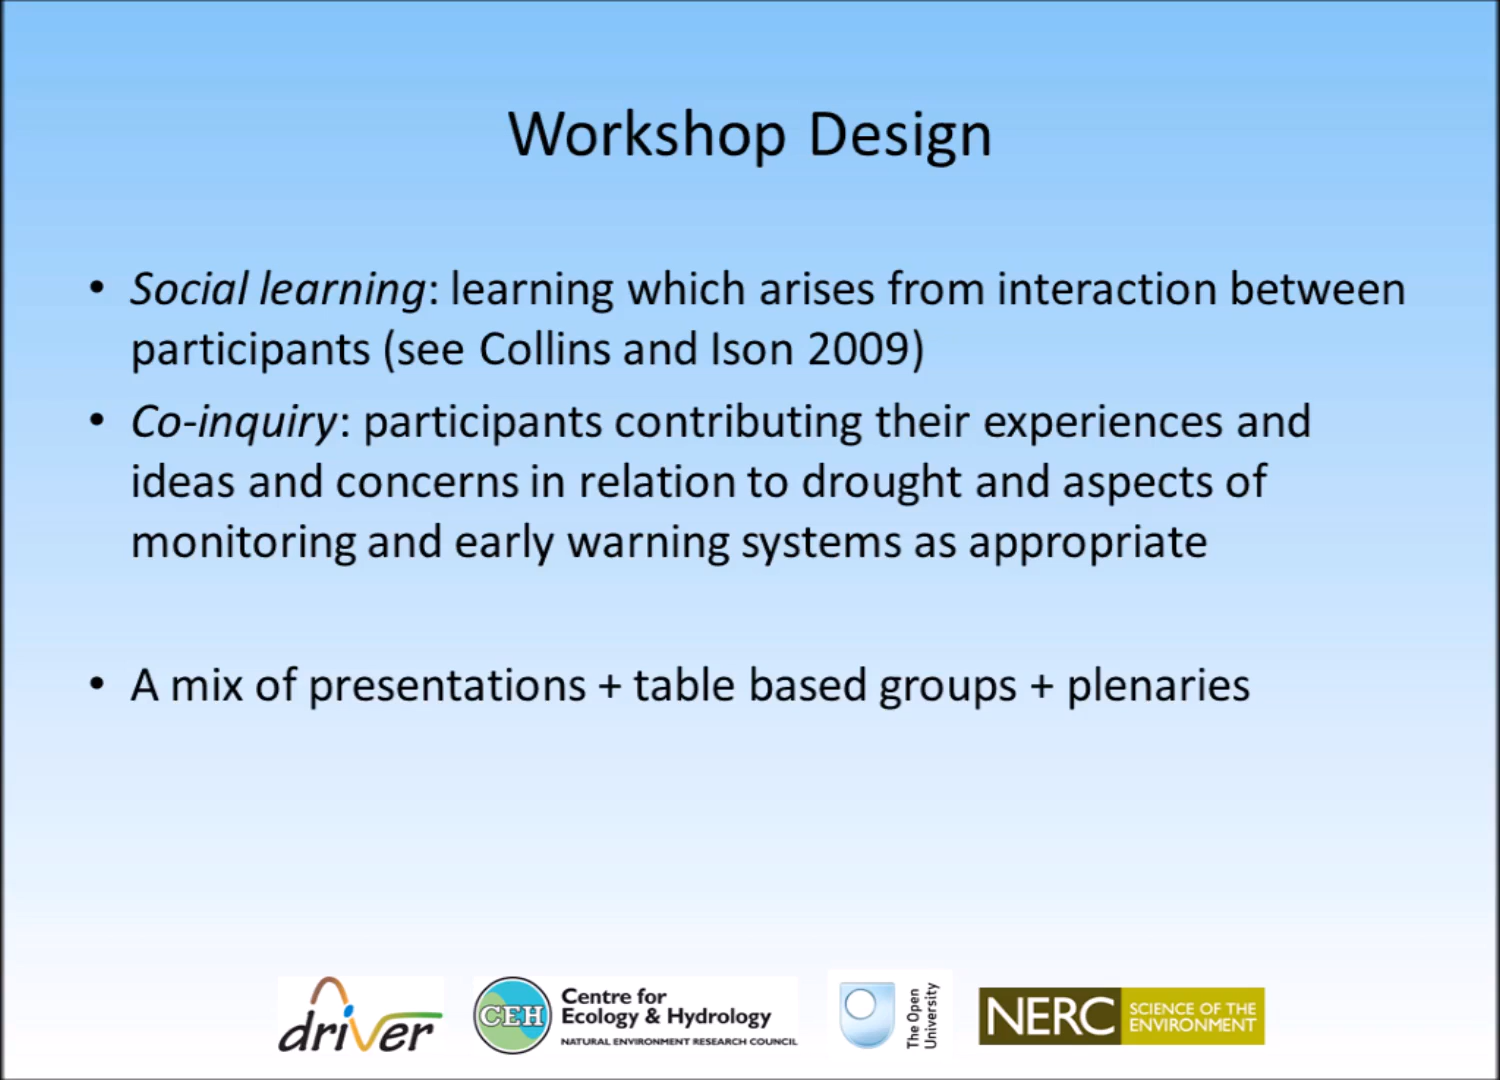 Workshop Design
• Social learning: learning which arises from interaction between
participants (see Collins and Ison 2009)
• Co-inquiry: participants contributing their experiences and
ideas and concerns in relation to drought and aspects of
monitoring and early warning systems as appropriate
• A mix of presentations + table based groups + plenaries
driver
CEH
Centre for
Ecology & Hydrology
NATURAL ENVIRONMENT RESEARCH COUNCIL
The Open
University
NERC
SCIENCE OF THE
ENVIRONMENT